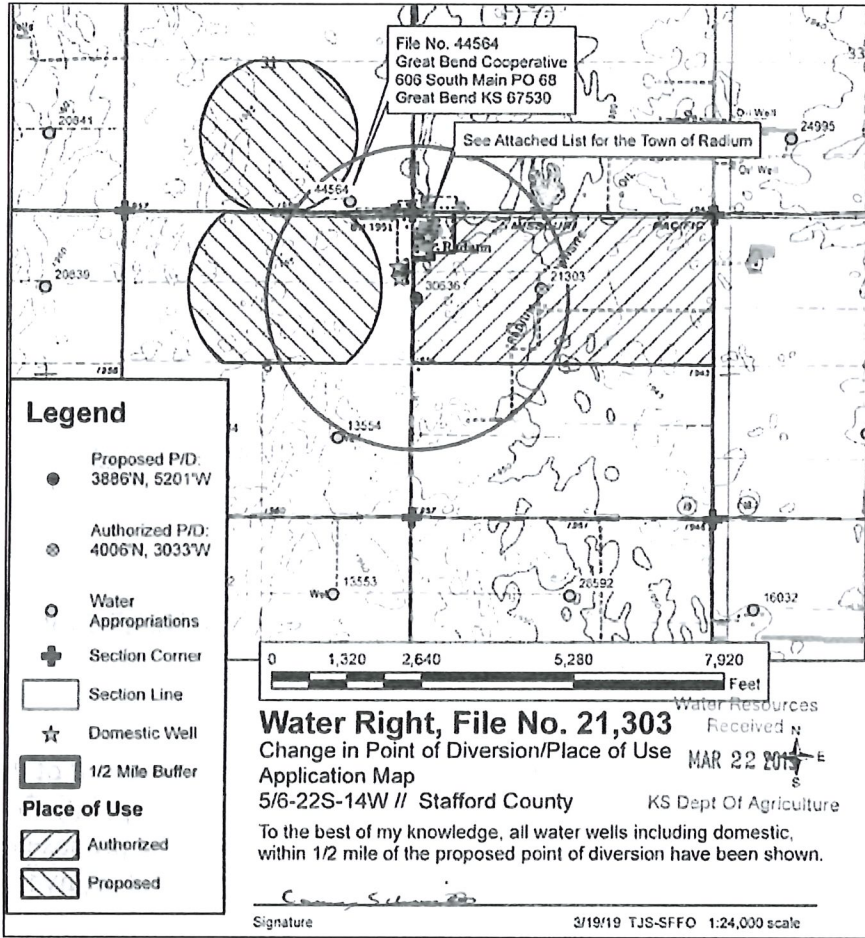 File No. 44564
Great Bend Cooperative
606 South Main PO 68
Great Bend KS 67530
See Attached List for the Town of Radium
Oil Well
24995
Oil Well
20841
31
33
44564
MISSOURI
PACIFIC
Radium
20839
30636
21303
RADIUM
OIL
13554
Well
13553
26592
16032
Legend
Proposed P/D:
3886'N, 5201'W
Authorized P/D:
4006'N, 3033'W
Water
Appropriations
Section Corner
Section Line
Domestic Well
1/2 Mile Buffer
Place of Use
Authorized
Proposed
0 1,320 2,640 5,280 7,920
Feet
Water Right, File No. 21,303
Change in Point of Diversion/Place of Use
Application Map
5/6-22S-14W // Stafford County
Water Resources
Received
MAR 22 2019
KS Dept Of Agriculture
N
E
S
To the best of my knowledge, all water wells including domestic,
within 1/2 mile of the proposed point of diversion have been shown.
Signature
3/19/19 TJS-SFFO 1:24,000 scale